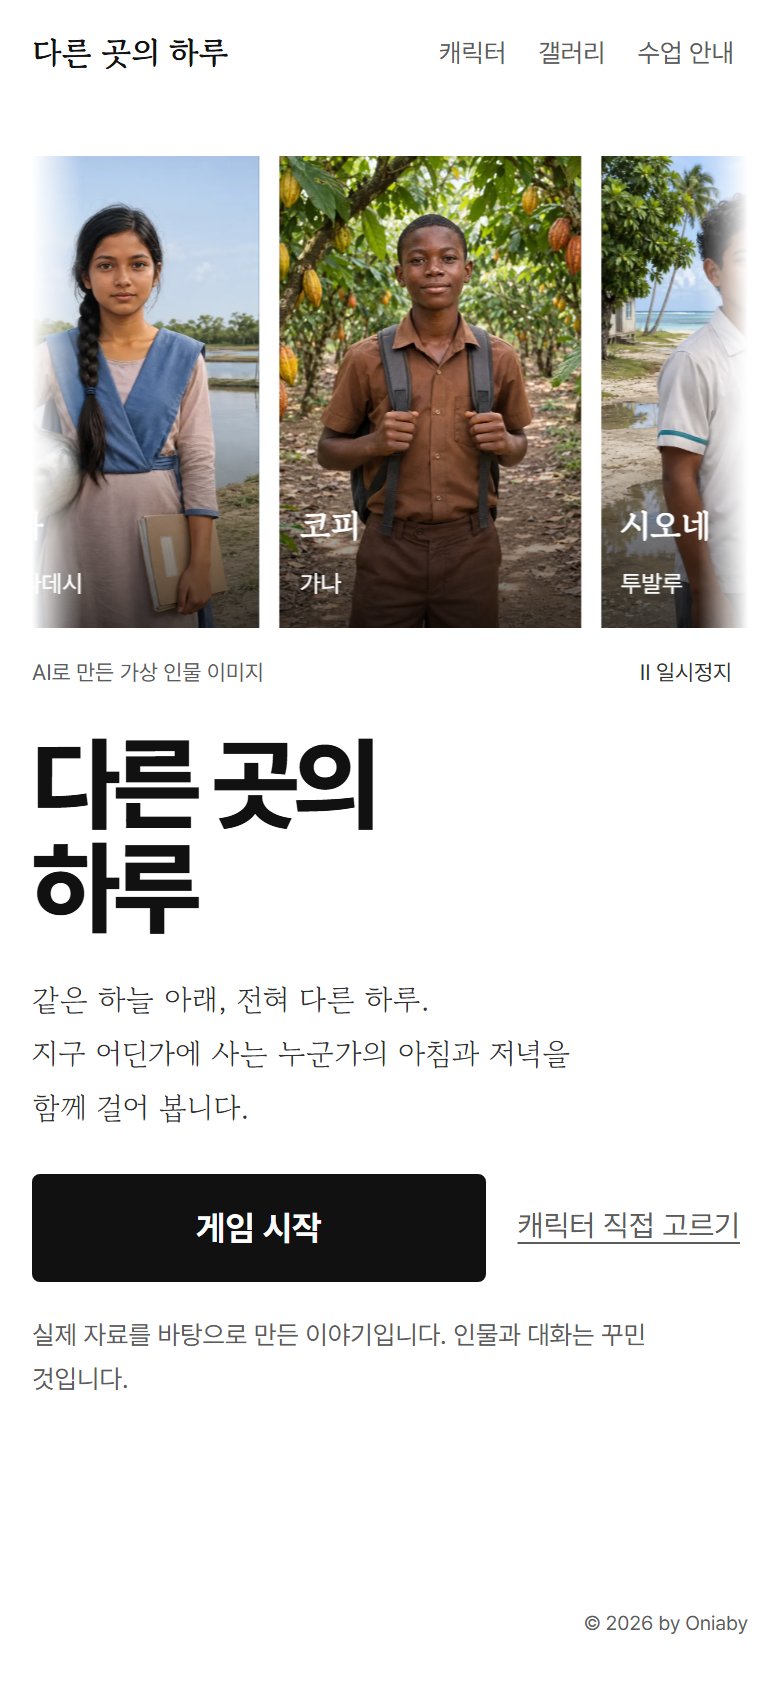 다른 곳의 하루
캐릭터 갤러리 수업 안내
코피
시오네
가나
투발루
AI로 만든 가상 인물 이미지
II 일시정지
다른 곳의
하루
같은 하늘 아래, 전혀 다른 하루.
지구 어딘가에 사는 누군가의 아침과 저녁을
함께 걸어 봅니다.
게임 시작
캐릭터 직접 고르기
실제 자료를 바탕으로 만든 이야기입니다. 인물과 대화는 꾸민
것입니다.
© 2026 by Oniaby